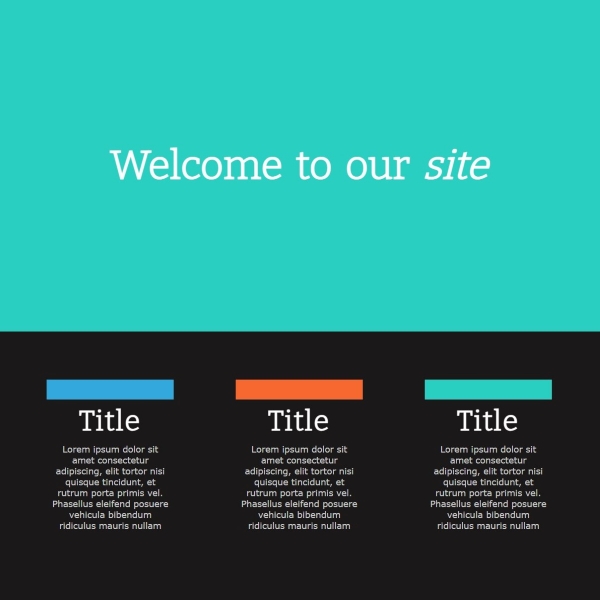 Welcome to our site
Title
Lorem ipsum dolor sit
amet consectetur
adipiscing, elit tortor nisi
quisque tincidunt, et
rutrum porta primis vel.
Phasellus eleifend posuere
vehicula bibendum
ridiculus mauris nullam
Title
Lorem ipsum dolor sit
amet consectetur
adipiscing, elit tortor nisi
quisque tincidunt, et
rutrum porta primis vel.
Phasellus eleifend posuere
vehicula bibendum
ridiculus mauris nullam
Title
Lorem ipsum dolor sit
amet consectetur
adipiscing, elit tortor nisi
quisque tincidunt, et
rutrum porta primis vel.
Phasellus eleifend posuere
vehicula bibendum
ridiculus mauris nullam